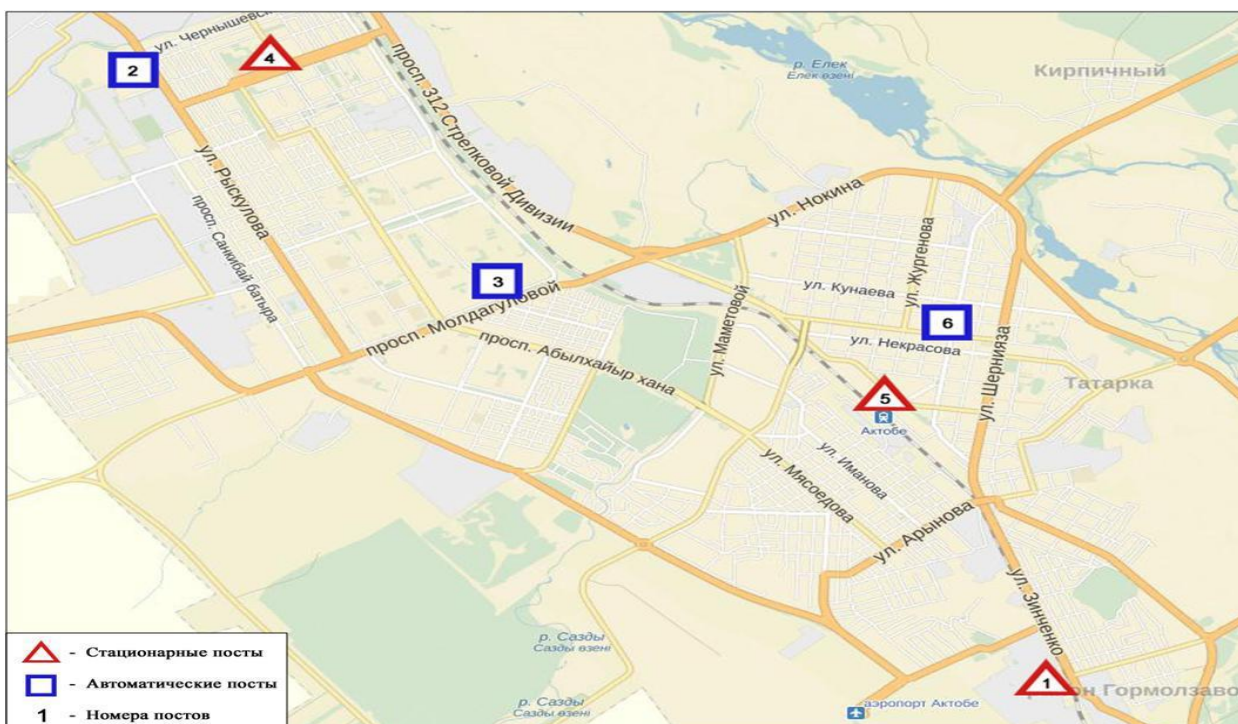 ул. Чернышевск
2
4
просп. 312 Стрелковой Дивизии
р. Елек
Елек өзені
Кирпичный
ул. Рыскулова
просп. Санкибай батыра
ул. Нокина
ул. Жургенова
3
просп. Молдагуловой
ул. Кунаева
6
ул. Некрасова
ул. Маметовой
просп. Абылхайыр хана
ул. Шернияза
Татарка
5
Актобе
ул. Иманова
ул. Мясоедова
ул. Арынова
ул. Зинченко
р. Сазды
Сазды өзені
1
он Гормолзаво
р. Сазды
Сазды өзені
аэропорт Актобе
- Стационарные посты
- Автоматические посты
1 - Номера постов